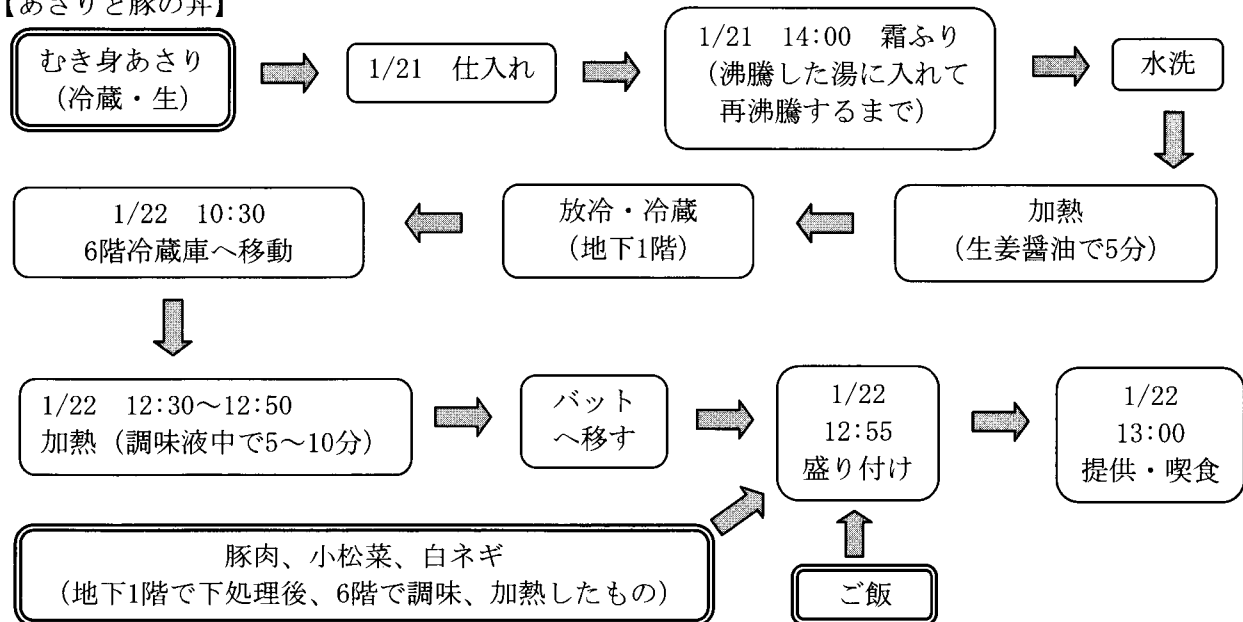 【あさりと豚の丼】
むき身あさり
(冷蔵・生)
1/21 仕入れ
1/21 14:00 霜ふり
(沸騰した湯に入れて
再沸騰するまで)
水洗
加熱
(生姜醤油で5分)
放冷・冷蔵
(地下1階)
1/22 10:30
6階冷蔵庫へ移動
1/22 12:30～12:50
加熱(調味液中で5～10分)
バット
へ移す
1/22
12:55
盛り付け
1/22
13:00
提供・喫食
豚肉、小松菜、白ネギ
(地下1階で下処理後、6階で調味、加熱したもの)
ご飯